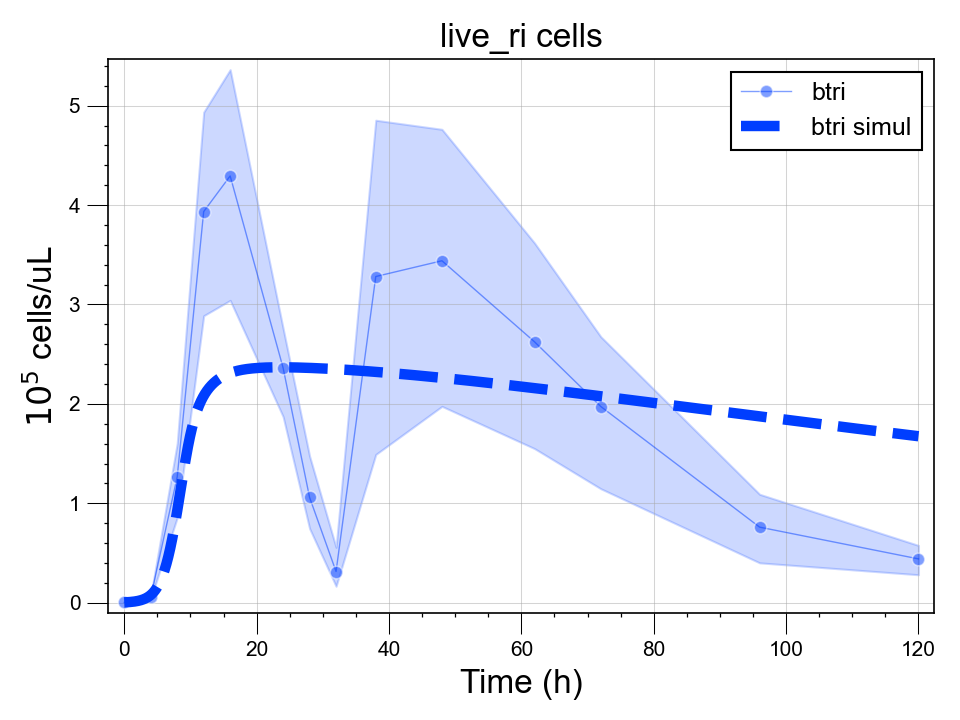 live_ri cells
10⁵ cells/uL
5
4
3
2
1
0
btri
btri simul
0 20 40 60 80 100 120
Time (h)